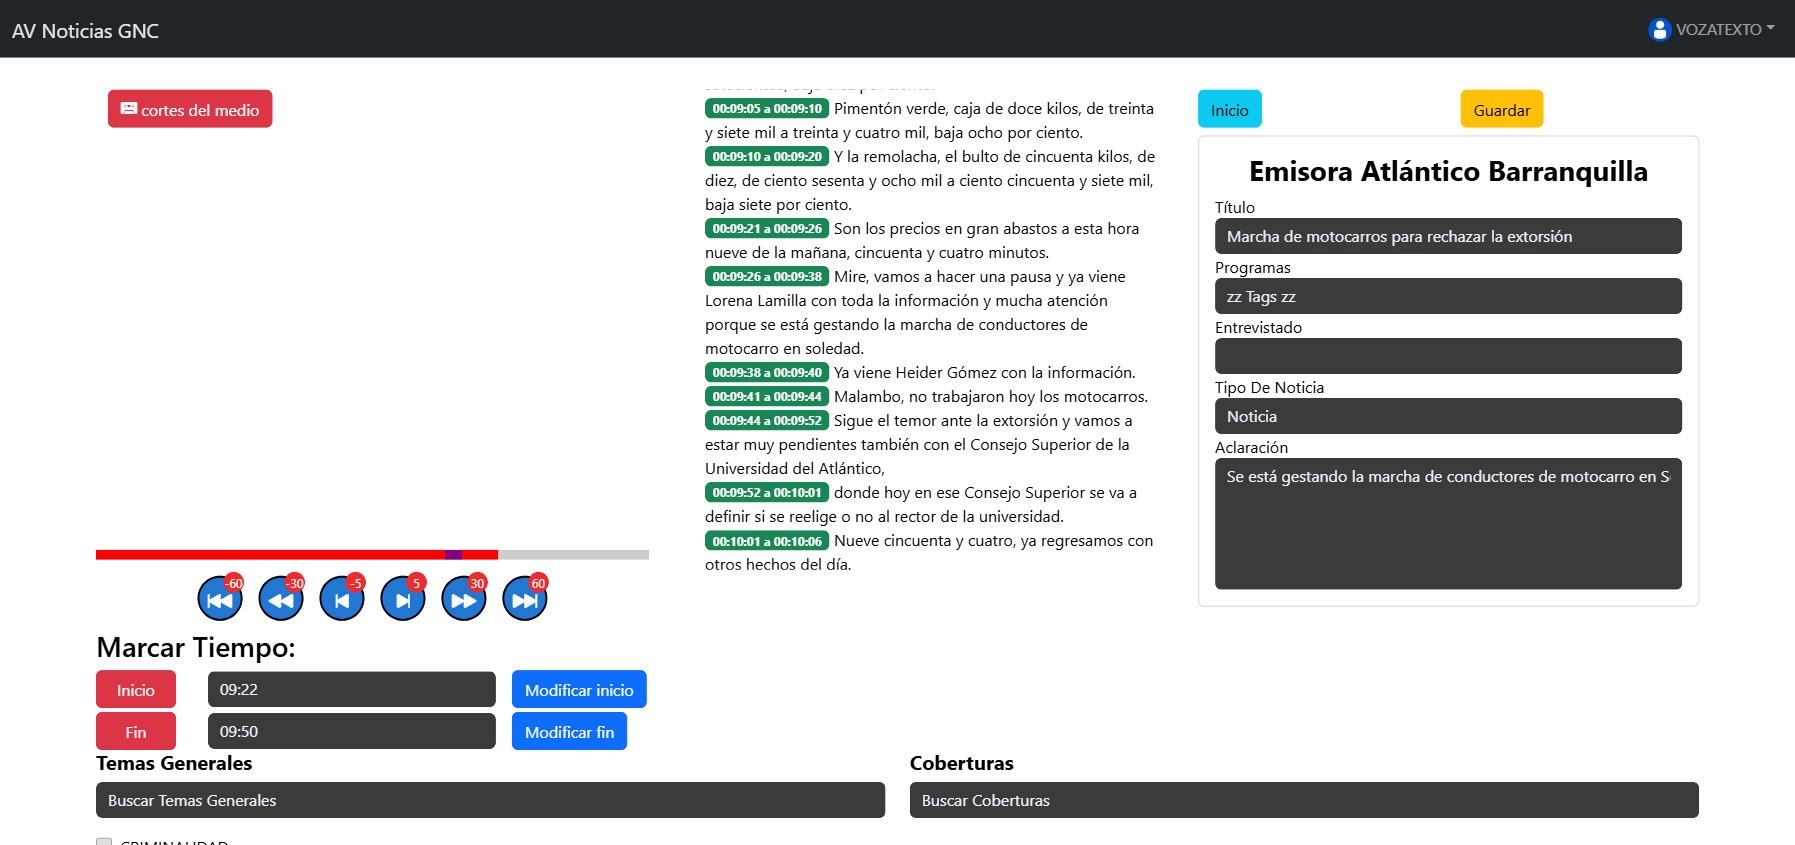 AV Noticias GNC
VOZATEXTO
cortes del medio
00:09:05 a 00:09:10 Pimentón verde, caja de doce kilos, de treinta
y siete mil a treinta y cuatro mil, baja ocho por ciento.
00:09:10 a 00:09:20 Y la remolacha, el bulto de cincuenta kilos, de
diez, de ciento sesenta y ocho mil a ciento cincuenta y siete mil,
baja siete por ciento.
00:09:21 a 00:09:26 Son los precios en gran abastos a esta hora
nueve de la mañana, cincuenta y cuatro minutos.
00:09:26 a 00:09:38 Mire, vamos a hacer una pausa y ya viene
Lorena Lamilla con toda la información y mucha atención
porque se está gestando la marcha de conductores de
motocarro en soledad.
00:09:38 a 00:09:40 Ya viene Heider Gómez con la información.
00:09:41 a 00:09:44 Malambo, no trabajaron hoy los motocarros.
00:09:44 a 00:09:52 Sigue el temor ante la extorsión y vamos a
estar muy pendientes también con el Consejo Superior de la
Universidad del Atlántico,
00:09:52 a 00:10:01 donde hoy en ese Consejo Superior se va a
definir si se reelige o no al rector de la universidad.
00:10:01 a 00:10:06 Nueve cincuenta y cuatro, ya regresamos con
otros hechos del día.
Inicio
Guardar
Emisora Atlántico Barranquilla
Título
Marcha de motocarros para rechazar la extorsión
Programas
zz Tags zz
Entrevistado
Tipo De Noticia
Noticia
Aclaración
Se está gestando la marcha de conductores de motocarro en S
-60
-30
-5
5
30
60
Marcar Tiempo:
Inicio
09:22
Modificar inicio
Fin
09:50
Modificar fin
Temas Generales
Buscar Temas Generales
Coberturas
Buscar Coberturas
CRIMINALIDAD